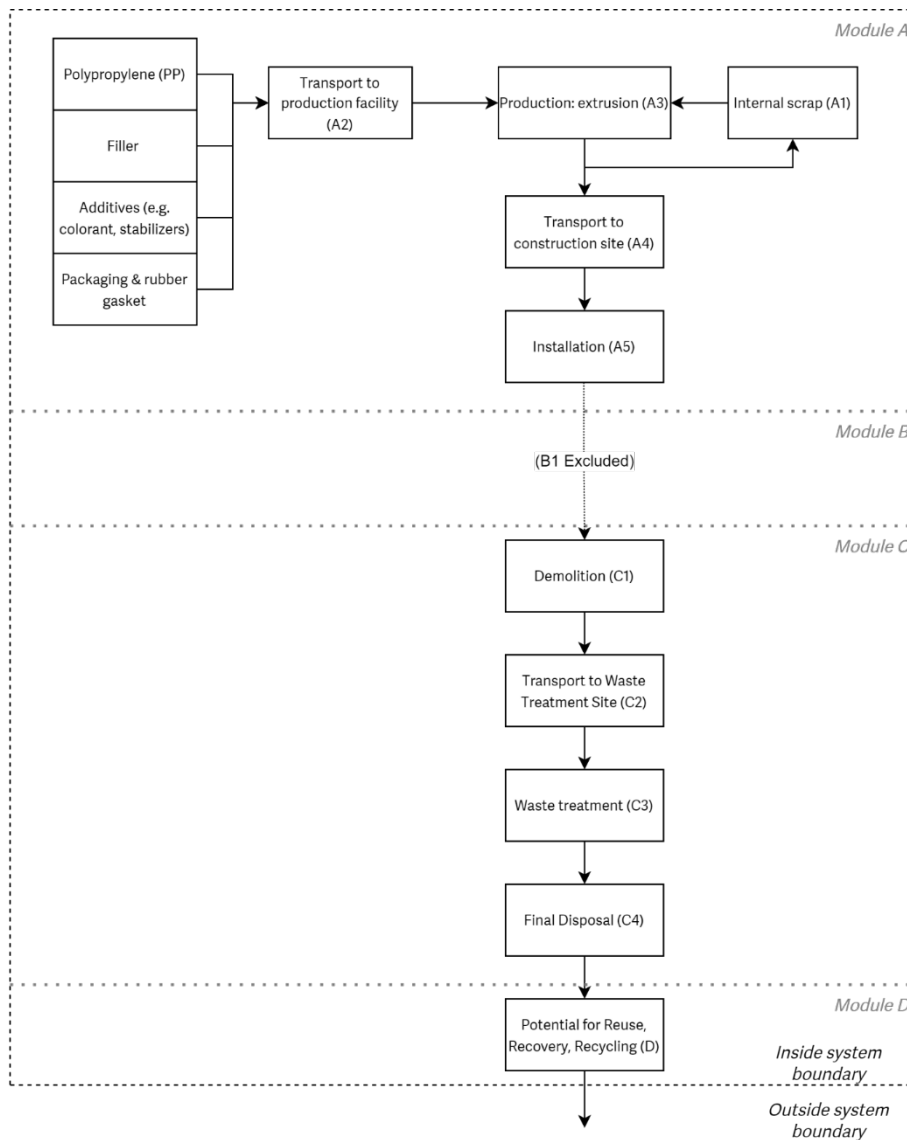 Module A
Polypropylene (PP)
Filler
Additives (e.g.
colorant, stabilizers)
Packaging & rubber
gasket
Transport to
production facility
(A2)
Production: extrusion (A3)
Internal scrap (A1)
Transport to
construction site (A4)
Installation (A5)
Module B
(B1 Excluded)
Module C
Demolition (C1)
Transport to Waste
Treatment Site (C2)
Waste treatment (C3)
Final Disposal (C4)
Module D
Potential for Reuse,
Recovery, Recycling (D)
Inside system
boundary
Outside system
boundary